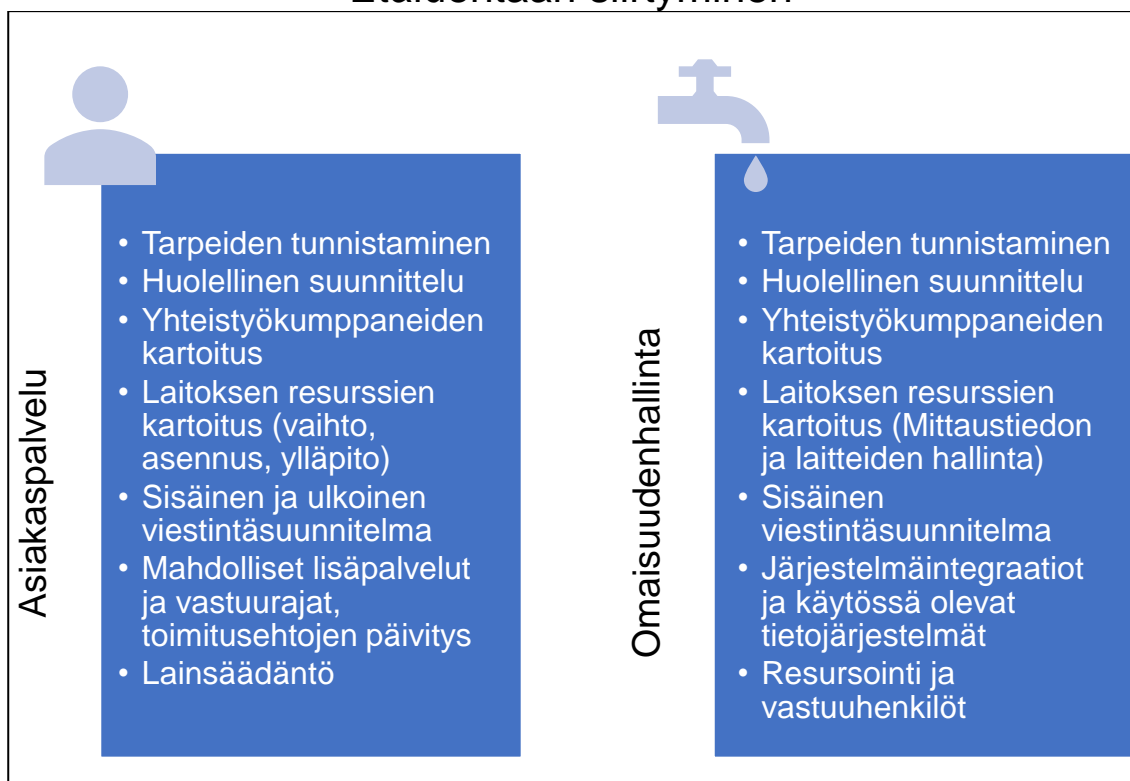 Etäluentaan siirtyminen
Asiakaspalvelu
• Tarpeiden tunnistaminen
• Huolellinen suunnittelu
• Yhteistyökumppaneiden
kartoitus
• Laitoksen resurssien
kartoitus (vaihto,
asennus, ylläpito)
• Sisäinen ja ulkoinen
viestintäsuunnitelma
• Mahdolliset lisäpalvelut
ja vastuurajat,
toimitusehtojen päivitys
• Lainsäädäntö
Omaisuudenhallinta
• Tarpeiden tunnistaminen
• Huolellinen suunnittelu
• Yhteistyökumppaneiden
kartoitus
• Laitoksen resurssien
kartoitus (Mittaustiedon
ja laitteiden hallinta)
• Sisäinen
viestintäsuunnitelma
• Järjestelmäintegraatiot
ja käytössä olevat
tietojärjestelmät
• Resursointi ja
vastuuhenkilöt